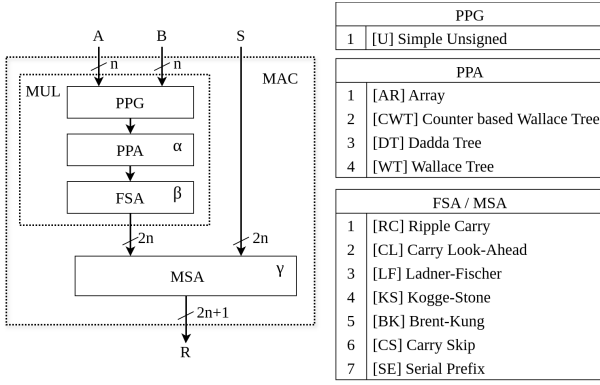 A B S
n n
MAC
MUL
PPG
PPA α
FSA β
2n 2n
MSA γ
2n+1
R
PPG
1 [U] Simple Unsigned
PPA
1 [AR] Array
2 [CWT] Counter based Wallace Tree
3 [DT] Dadda Tree
4 [WT] Wallace Tree
FSA / MSA
1 [RC] Ripple Carry
2 [CL] Carry Look-Ahead
3 [LF] Ladner-Fischer
4 [KS] Kogge-Stone
5 [BK] Brent-Kung
6 [CS] Carry Skip
7 [SE] Serial Prefix